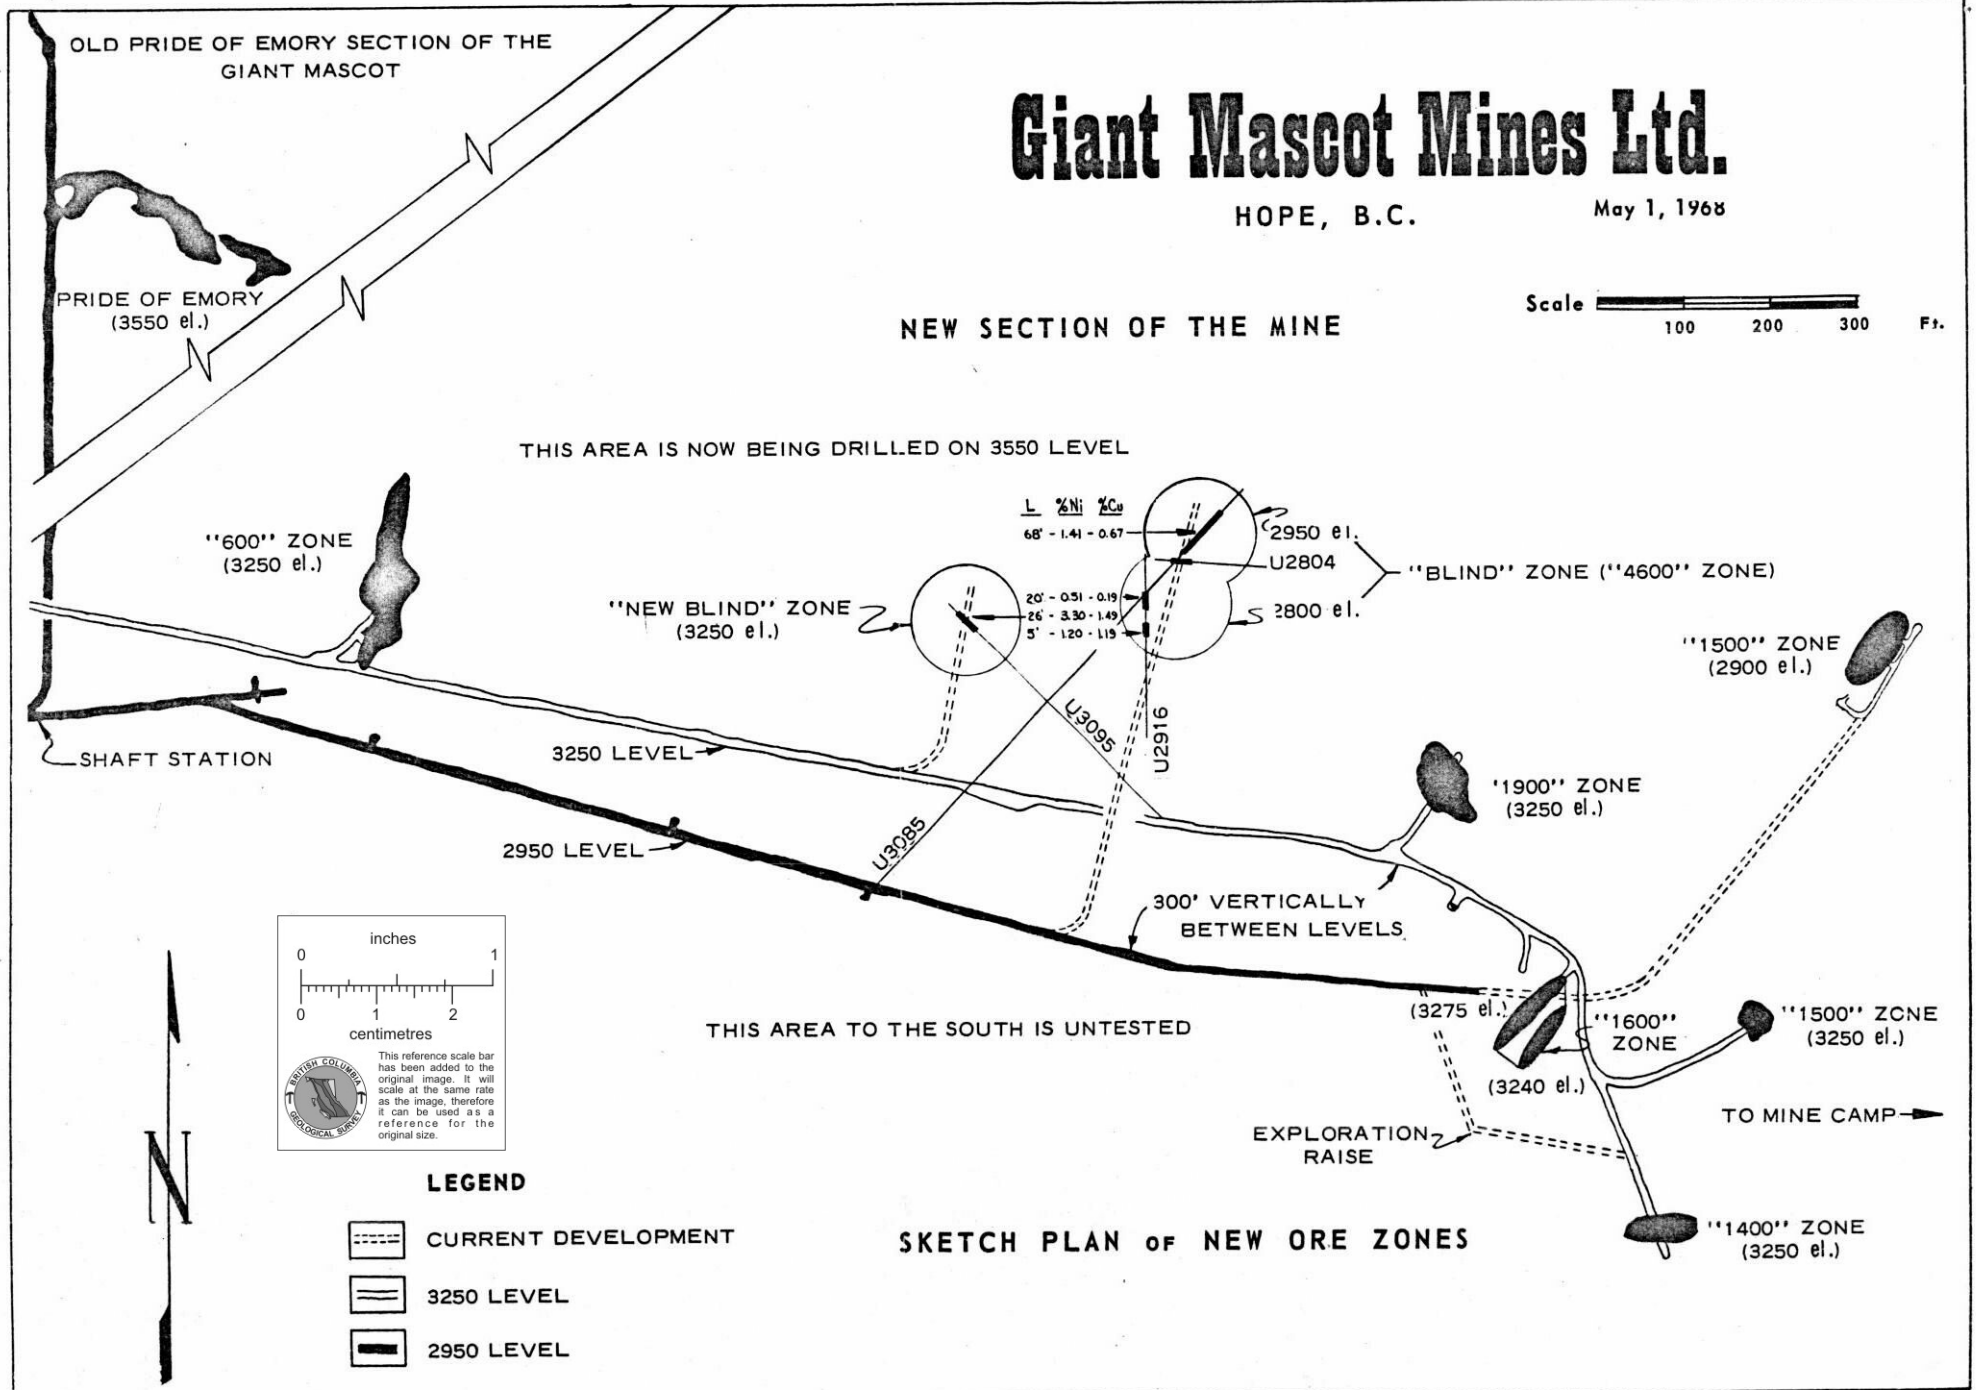 OLD PRIDE OF EMORY SECTION OF THE
GIANT MASCOT
Giant Mascot Mines Ltd.
HOPE, B.C.
May 1, 1968
PRIDE OF EMORY
(3550 el.)
Scale
100 200 300 Ft.
NEW SECTION OF THE MINE
THIS AREA IS NOW BEING DRILLED ON 3550 LEVEL
L %Ni %Cu
68' - 1.41 - 0.67
20' - 0.51 - 0.19
26' - 3.30 - 1.49
5' - 1.20 - 1.19
2950 el.
U2804
2800 el.
"BLIND" ZONE ("4600" ZONE)
"600" ZONE
(3250 el.)
"NEW BLIND" ZONE
(3250 el.)
"1500" ZONE
(2900 el.)
U3095
U2916
SHAFT STATION
3250 LEVEL
'1900" ZONE
(3250 el.)
2950 LEVEL
U3085
300' VERTICALLY
BETWEEN LEVELS
inches
0 1
0 1 2
centimetres
This reference scale bar
has been added to the
original image. It will
scale at the same rate
as the image, therefore
it can be used as a
reference for the
original size.
BRITISH COLUMBIA
GEOLOGICAL SURVEY
THIS AREA TO THE SOUTH IS UNTESTED
(3275 el.)
"1600"
ZONE
(3240 el.)
"1500" ZONE
(3250 el.)
TO MINE CAMP
EXPLORATION
RAISE
"1400" ZONE
(3250 el.)
N
LEGEND
CURRENT DEVELOPMENT
3250 LEVEL
2950 LEVEL
SKETCH PLAN OF NEW ORE ZONES